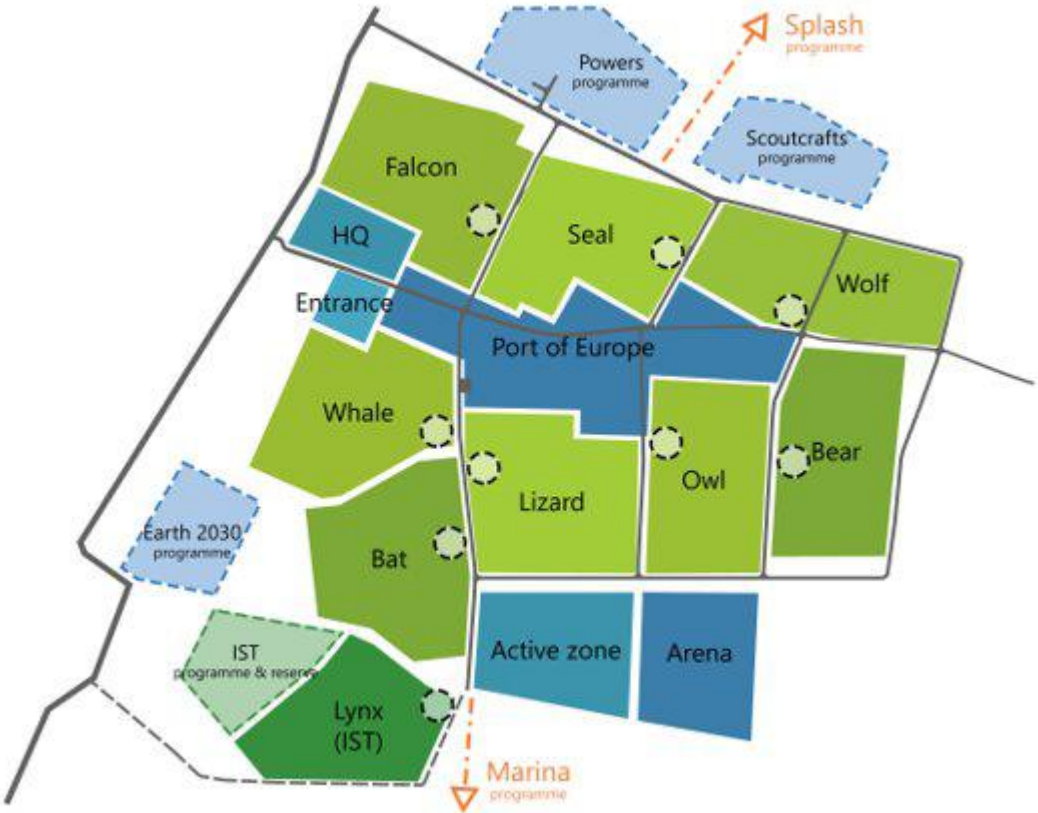 Splash
programme
Powers
programme
Scoutcrafts
programme
Falcon
HQ
Seal
Wolf
Entrance
Port of Europe
Whale
Bear
Owl
Lizard
Earth 2030
programme
Bat
IST
programme & reserve
Active zone
Arena
Lynx
(IST)
Marina
programme